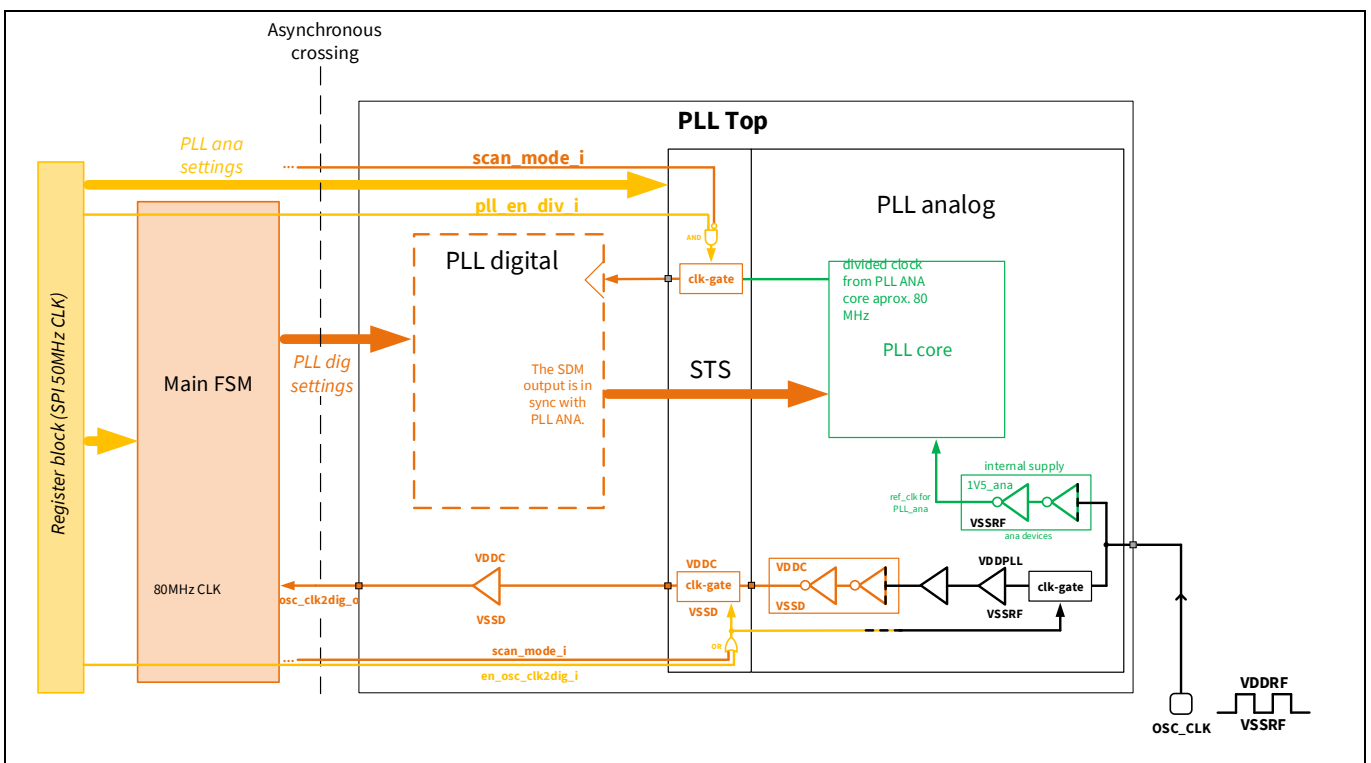 Asynchronous
crossing
PLL Top
PLL ana
settings
... scan_mode_i
pll_en_div_i
AND
PLL analog
PLL digital
clk-gate
divided clock
from PLL ANA
core aprox. 80
MHz
PLL core
Register block (SPI 50MHz CLK)
Main FSM
PLL dig
settings
The SDM
output is in
sync with
PLL ANA.
STS
internal supply
1V5_ana
ref_clk for
PLL_ana
VSSRF
ana devices
80MHz CLK
osc_clk2dig_o
VDDC
VSSD
VDDC
clk-gate
VSSD
VDDC
VSSD
VDDPLL
VSSRF
clk-gate
OR
... scan_mode_i
en_osc_clk2dig_i
OSC_CLK
VDDRF
VSSRF